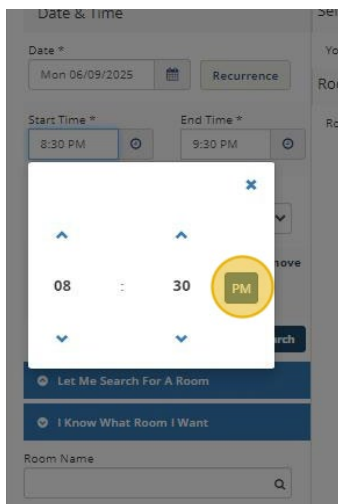 Date & Time
Date *
Mon 06/09/2025
Recurrence
Start Time *
End Time *
8:30 PM
9:30 PM
08 : 30 PM
Let Me Search For A Room
I Know What Room I Want
Room Name